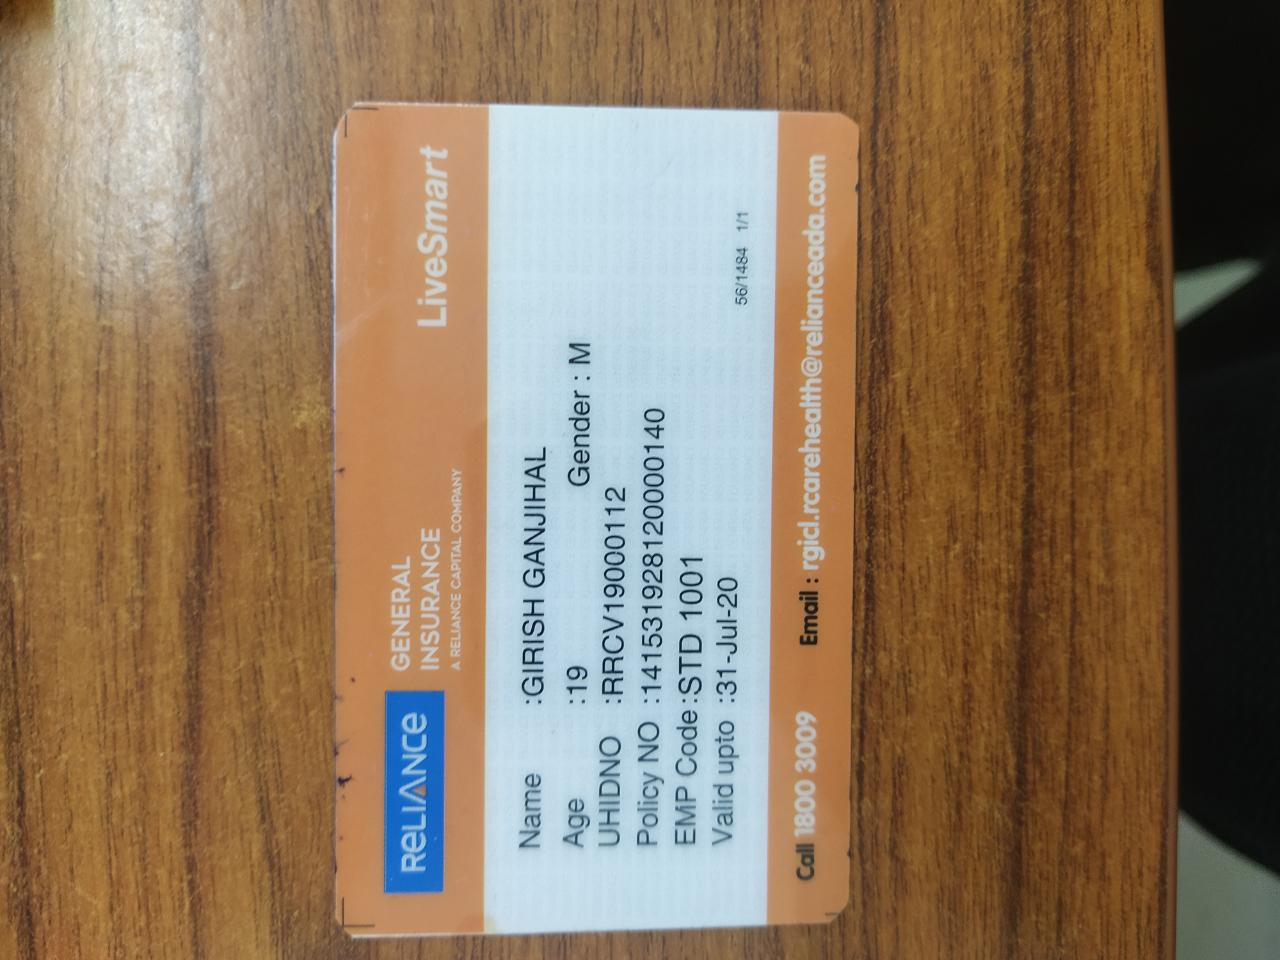 RELIANCE
GENERAL
INSURANCE
A RELIANCE CAPITAL COMPANY
LiveSmart
Name :GIRISH GANJIHAL
Age :19 Gender : M
UHIDNO :RRCV19000112
Policy NO :141531928120000140
EMP Code :STD 1001
Valid upto :31-Jul-20
56/1484 1/1
Call 1800 3009 Email : rgicl.rcarehealth@relianceada.com